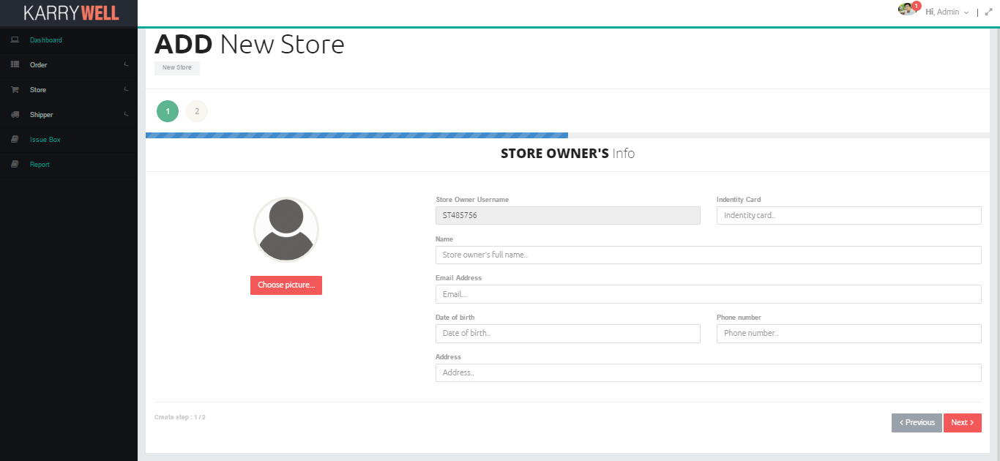 KARRYWELL
1
Hi, Admin
Dashboard
Order
Store
Shipper
Issue Box
Report
ADD New Store
New Store
1 2
STORE OWNER'S Info
Choose picture...
Store Owner Username Indentity Card
ST485756 Indentity card..
Name
Store owner's full name..
Email Address
Email...
Date of birth Phone number
Date of birth.. Phone number..
Address
Address..
Create step : 1 / 2
Previous Next